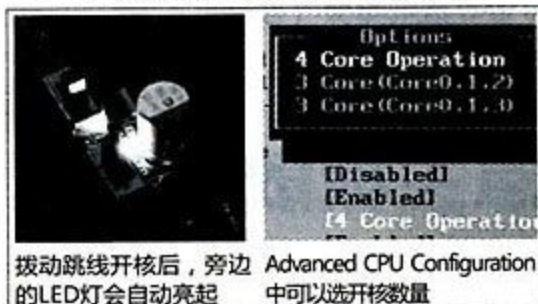 Options
4 Core Operation
3 Core(Core0.1.2)
3 Core(Core0.1.3)
[Disabled]
[Enabled]
[4 Core Operation
拨动跳线开核后，旁边
的LED灯会自动亮起
Advanced CPU Configuration
中可以选开核数量